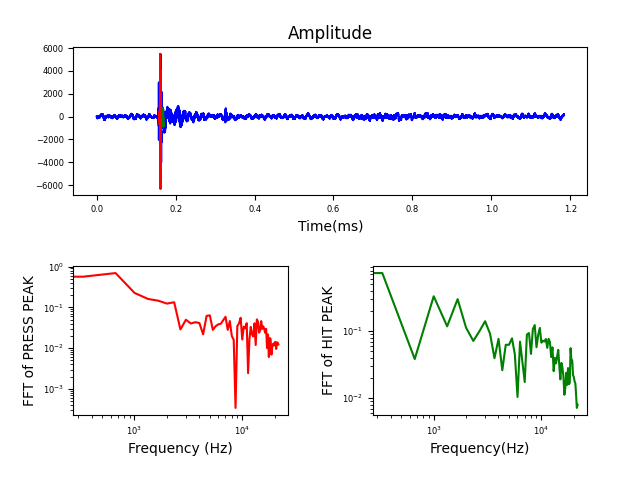 Amplitude
6000
4000
2000
0
−2000
−4000
−6000
0.0 0.2 0.4 0.6 0.8 1.0 1.2
Time(ms)
FFT of PRESS PEAK
10⁰
10⁻¹
10⁻²
10⁻³
10³ 10⁴
Frequency (Hz)
FFT of HIT PEAK
10⁻¹
10⁻²
10³ 10⁴
Frequency(Hz)